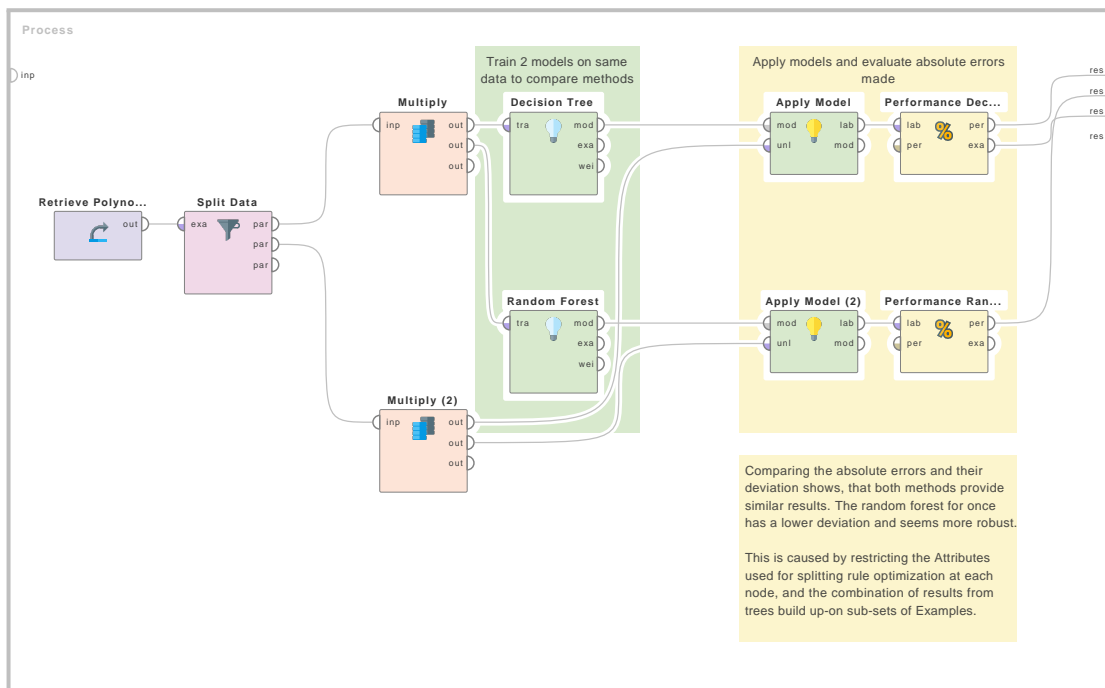 Process
inp
res
res
res
res
Train 2 models on same
data to compare methods
Apply models and evaluate absolute errors
made
Multiply
inp
out
out
out
Decision Tree
tra
mod
exa
wei
Apply Model
mod
unl
lab
mod
Performance Dec...
lab
per
per
exa
Retrieve Polyno...
out
Split Data
exa
par
par
par
Random Forest
tra
mod
exa
wei
Apply Model (2)
mod
unl
lab
mod
Performance Ran...
lab
per
per
exa
Multiply (2)
inp
out
out
out
Comparing the absolute errors and their
deviation shows, that both methods provide
similar results. The random forest for once
has a lower deviation and seems more robust.
This is caused by restricting the Attributes
used for splitting rule optimization at each
node, and the combination of results from
trees build up-on sub-sets of Examples.